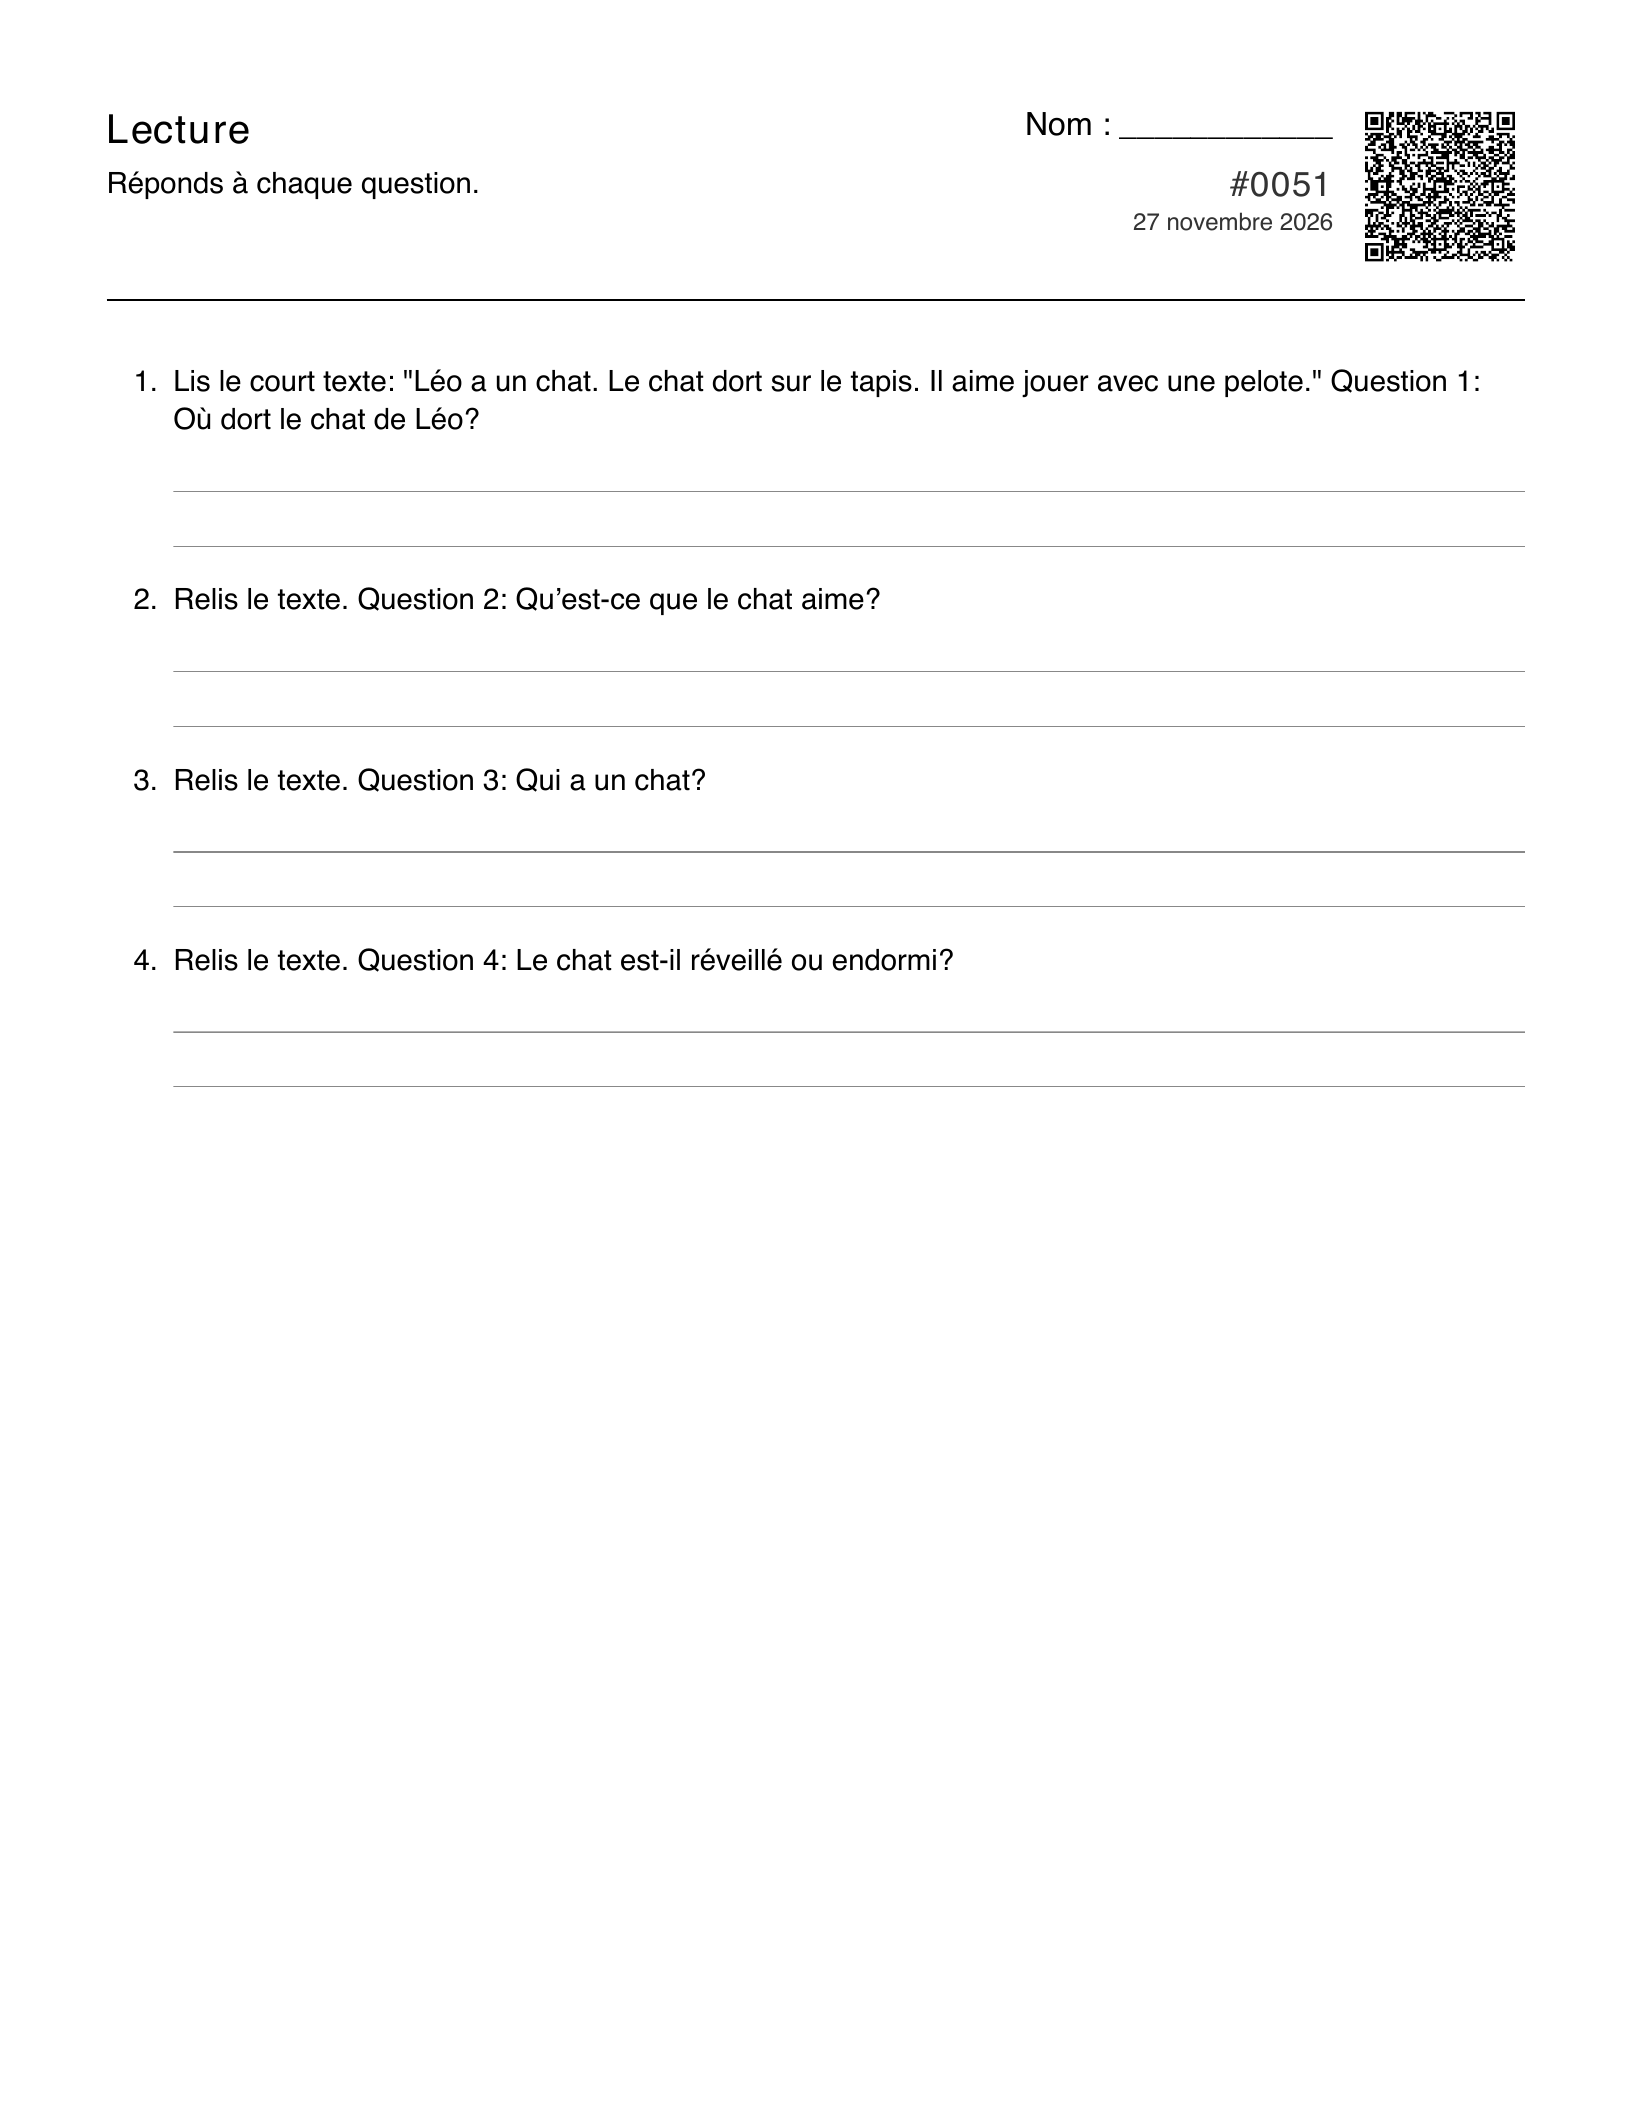 Lecture
Réponds à chaque question.
Nom : ____________
#0051
27 novembre 2026
1. Lis le court texte: "Léo a un chat. Le chat dort sur le tapis. Il aime jouer avec une pelote." Question 1:
Où dort le chat de Léo?
2. Relis le texte. Question 2: Qu’est-ce que le chat aime?
3. Relis le texte. Question 3: Qui a un chat?
4. Relis le texte. Question 4: Le chat est-il réveillé ou endormi?